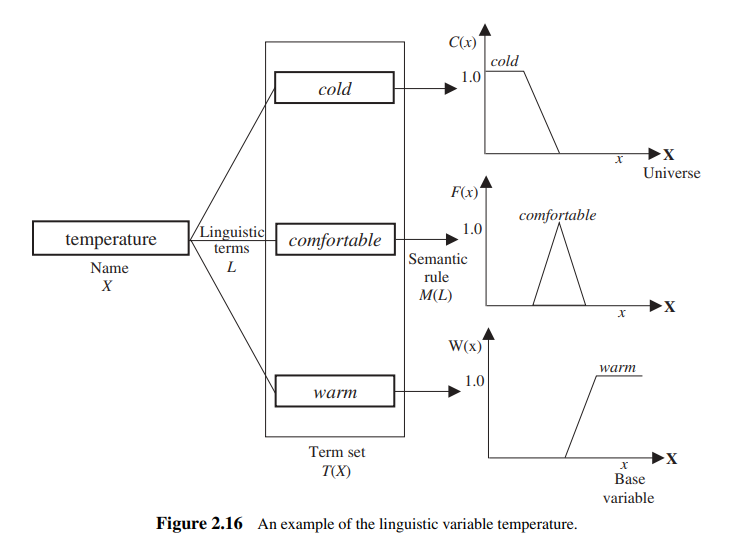 C(x)
cold
1.0
cold
x
X
Universe
F(x)
comfortable
1.0
temperature
Linguistic
terms
L
comfortable
Name
X
Semantic
rule
M(L)
x
X
W(x)
warm
1.0
warm
x
X
Term set
T(X)
Base
variable
Figure 2.16 An example of the linguistic variable temperature.